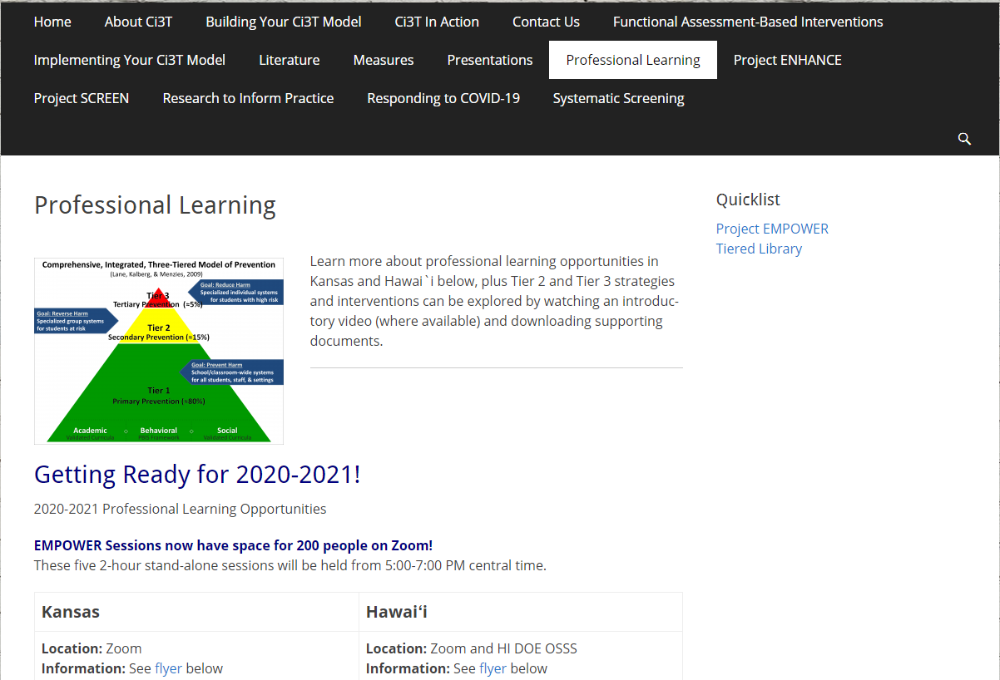 Home About Ci3T Building Your Ci3T Model Ci3T In Action Contact Us Functional Assessment-Based Interventions
Implementing Your Ci3T Model Literature Measures Presentations Professional Learning Project ENHANCE
Project SCREEN Research to Inform Practice Responding to COVID-19 Systematic Screening
Professional Learning
Comprehensive, Integrated, Three-Tiered Model of Prevention
(Lane, Kalberg, & Menzies, 2009)
Goal: Reduce Harm
Specialized individual systems
for students with high risk
Tier 3
Tertiary Prevention (≈5%)
Goal: Reverse Harm
Specialized group systems
for students at risk
Tier 2
Secondary Prevention (≈15%)
Goal: Prevent Harm
School/classroom-wide systems
for all students, staff, & settings
Tier 1
Primary Prevention (≈80%)
Academic ○ Behavioral ○ Social
Validated Curricula PBIS Framework Validated Curricula
Learn more about professional learning opportunities in
Kansas and Hawai`i below, plus Tier 2 and Tier 3 strategies
and interventions can be explored by watching an introduc-
tory video (where available) and downloading supporting
documents.
Quicklist
Project EMPOWER
Tiered Library
Getting Ready for 2020-2021!
2020-2021 Professional Learning Opportunities
EMPOWER Sessions now have space for 200 people on Zoom!
These five 2-hour stand-alone sessions will be held from 5:00-7:00 PM central time.
Kansas Hawaiʻi
Location: Zoom Location: Zoom and HI DOE OSSS
Information: See flyer below Information: See flyer below